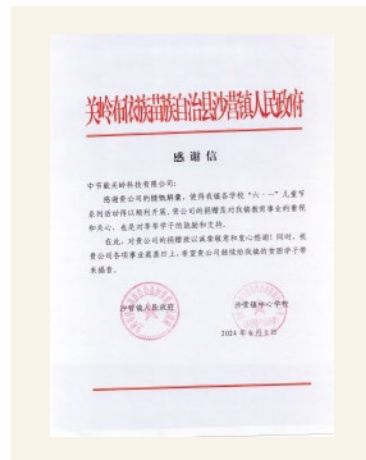 关岭布依族苗族自治县沙营镇人民政府
感谢信
中节能关岭科技有限公司:
感谢贵公司的慷慨解囊，使得我镇各学校“六·一”儿童节
系列活动得以顺利开展，贵公司的捐赠是对我镇教育事业的重视
和关心，也是对莘莘学子的鼓励和支持。
在此，对贵公司的捐赠致以诚挚敬意和衷心感谢！同时，祝
贵公司各项事业蒸蒸日上，希望贵公司继续给我镇的贫困学子带
来福音。
沙营镇人民政府
沙营镇中心学校
2024年6月